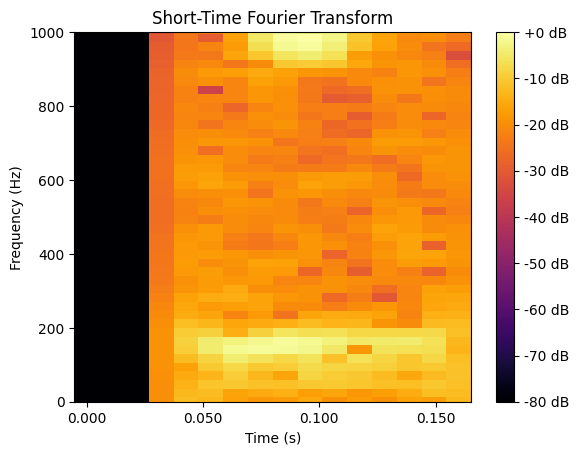 Short-Time Fourier Transform
1000
800
600
400
200
0
Frequency (Hz)
0.000
0.050
0.100
0.150
Time (s)
+0 dB
-10 dB
-20 dB
-30 dB
-40 dB
-50 dB
-60 dB
-70 dB
-80 dB